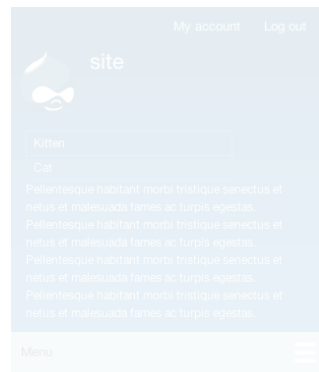 My account Log out
site
Kitten
Cat
Pellentesque habitant morbi tristique senectus et
netus et malesuada fames ac turpis egestas.
Pellentesque habitant morbi tristique senectus et
netus et malesuada fames ac turpis egestas.
Pellentesque habitant morbi tristique senectus et
netus et malesuada fames ac turpis egestas.
Pellentesque habitant morbi tristique senectus et
netus et malesuada fames ac turpis egestas.
Menu